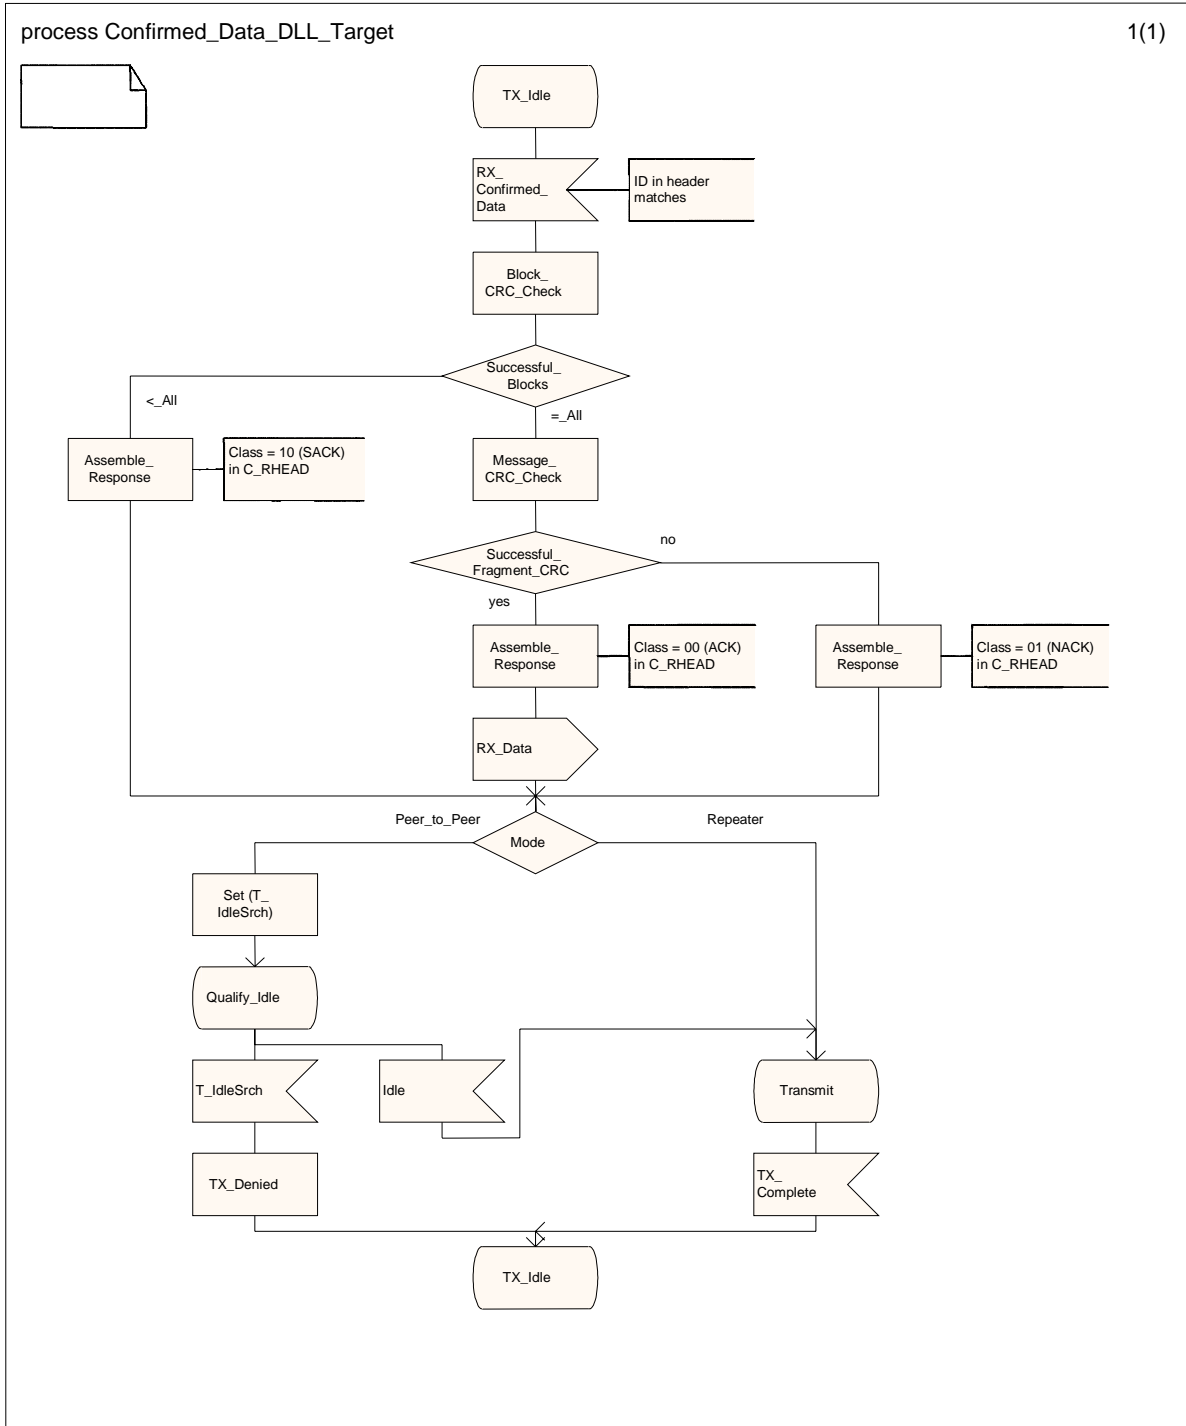 process Confirmed_Data_DLL_Target
1(1)
TX_Idle
RX_
Confirmed_
Data
ID in header
matches
Block_
CRC_Check
Successful_
Blocks
<_All
=_All
Assemble_
Response
Class = 10 (SACK)
in C_RHEAD
Message_
CRC_Check
Successful_
Fragment_CRC
no
yes
Assemble_
Response
Class = 00 (ACK)
in C_RHEAD
Assemble_
Response
Class = 01 (NACK)
in C_RHEAD
RX_Data
Peer_to_Peer
Repeater
Mode
Set (T_
IdleSrch)
Qualify_Idle
T_IdleSrch
Idle
Transmit
TX_Denied
TX_
Complete
TX_Idle